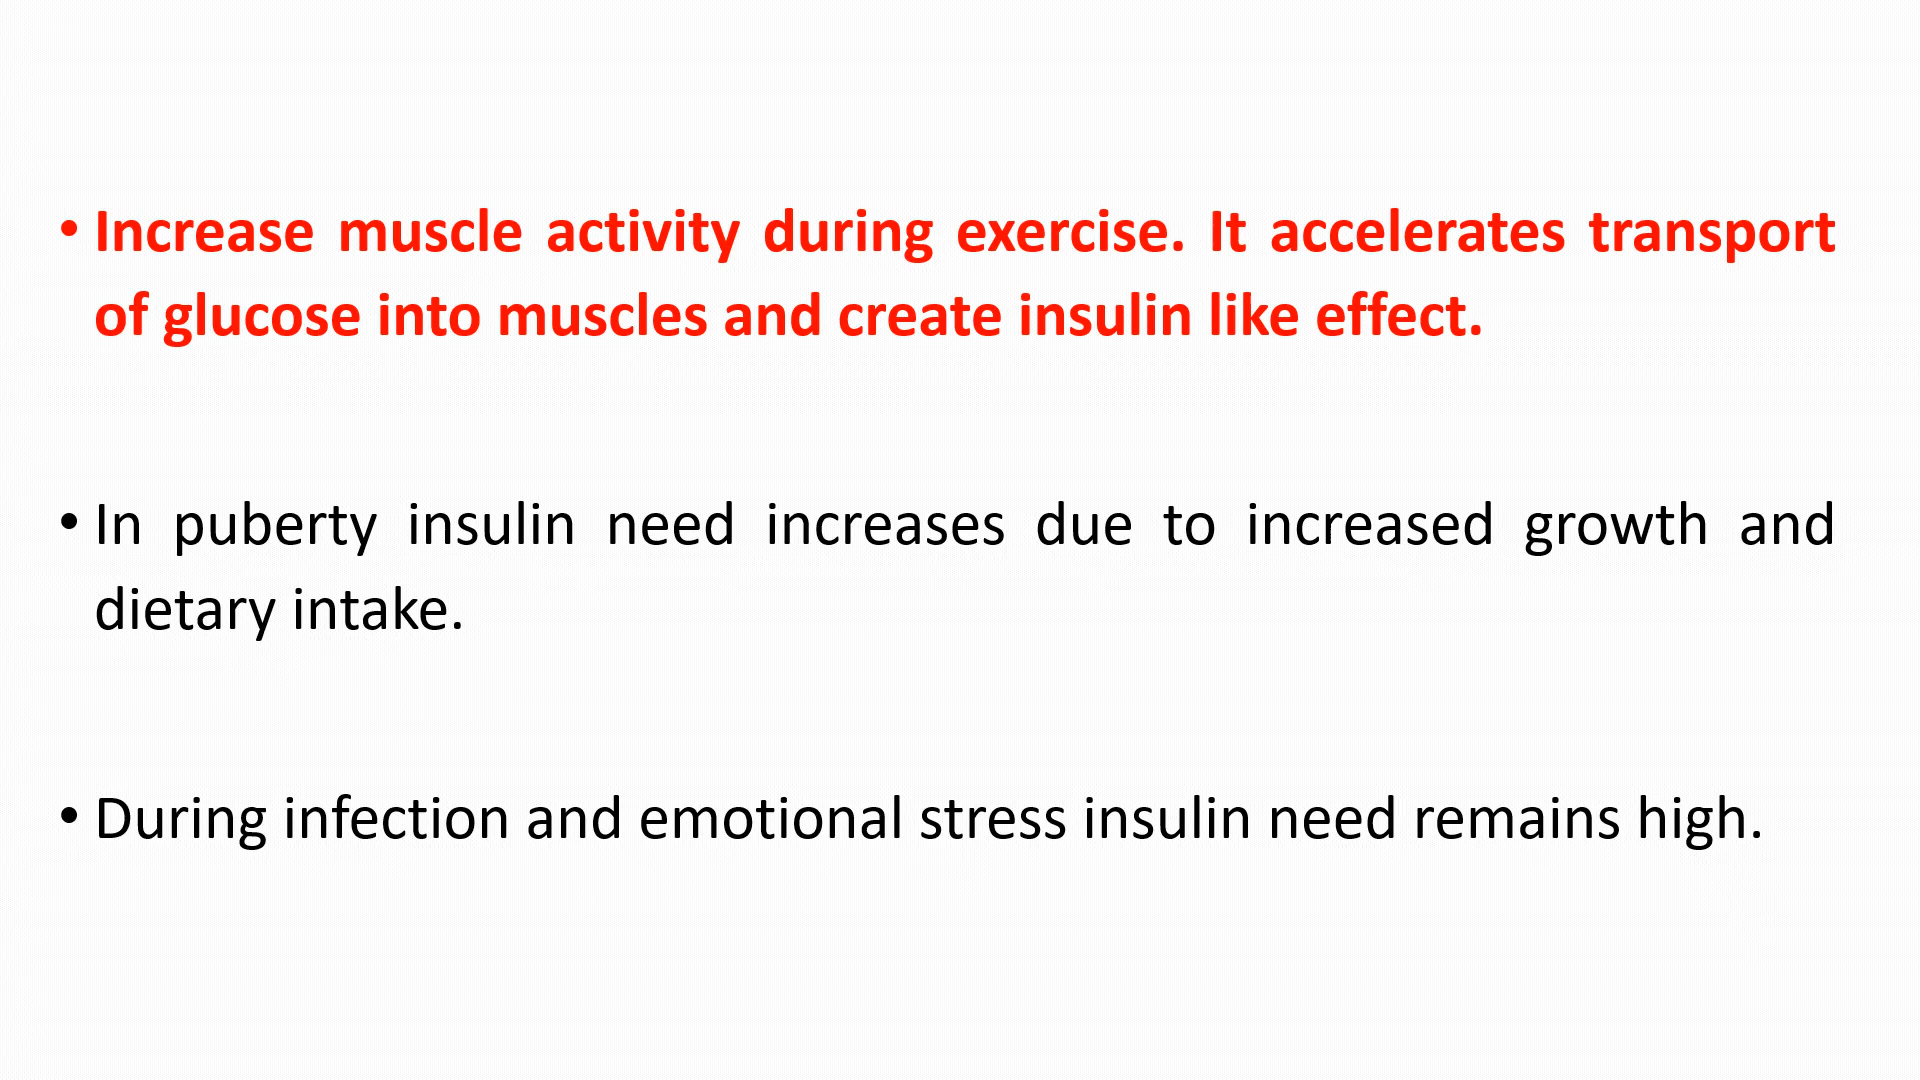 • Increase muscle activity during exercise. It accelerates transport
of glucose into muscles and create insulin like effect.
• In puberty insulin need increases due to increased growth and
dietary intake.
• During infection and emotional stress insulin need remains high.